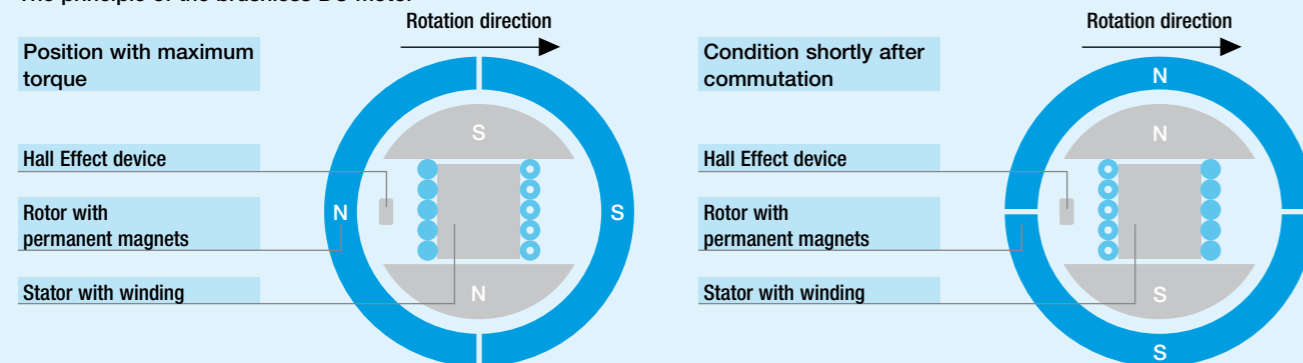 Rotation direction
Position with maximum
torque
S
Hall Effect device
N
S
Rotor with
permanent magnets
Stator with winding
N
Rotation direction
Condition shortly after
commutation
N
N
Hall Effect device
Rotor with
permanent magnets
Stator with winding
S
S